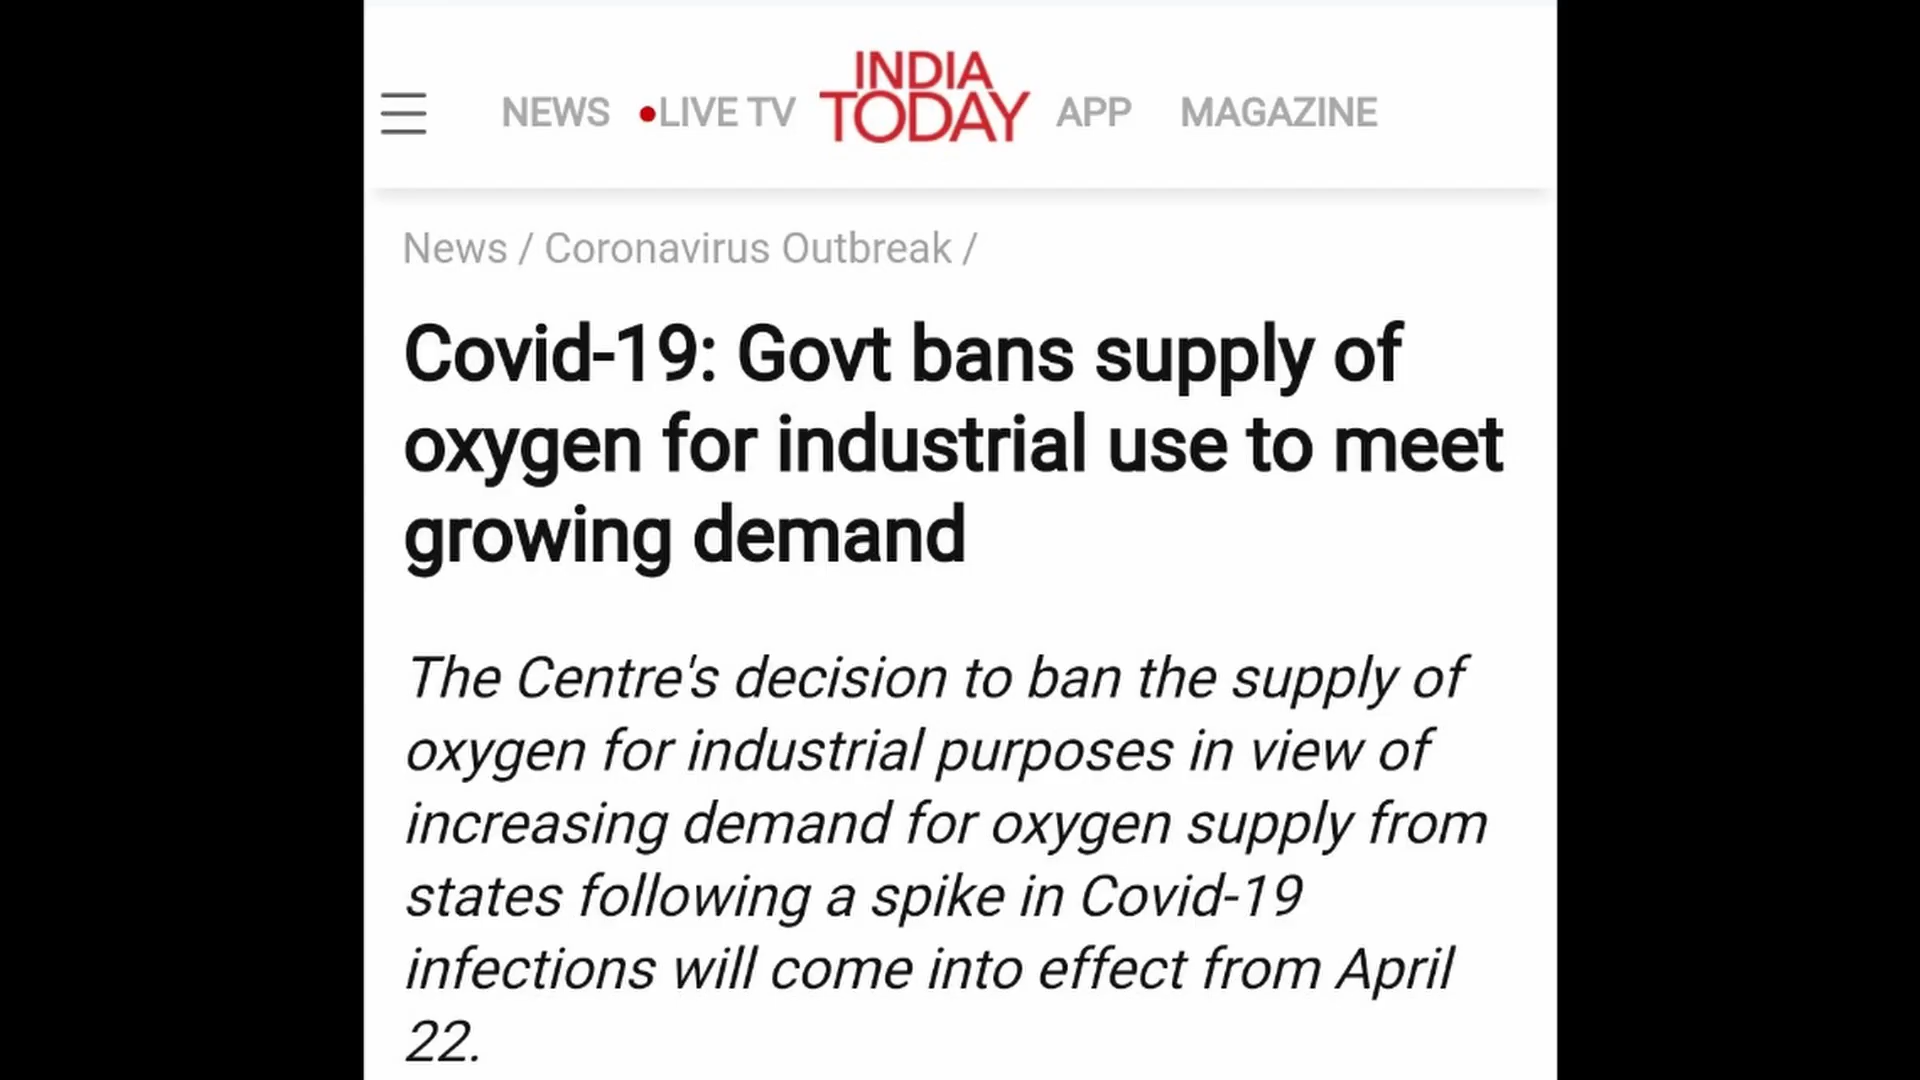 NEWS LIVE TV INDIA TODAY APP MAGAZINE
News / Coronavirus Outbreak /
Covid-19: Govt bans supply of
oxygen for industrial use to meet
growing demand
The Centre's decision to ban the supply of
oxygen for industrial purposes in view of
increasing demand for oxygen supply from
states following a spike in Covid-19
infections will come into effect from April
22.